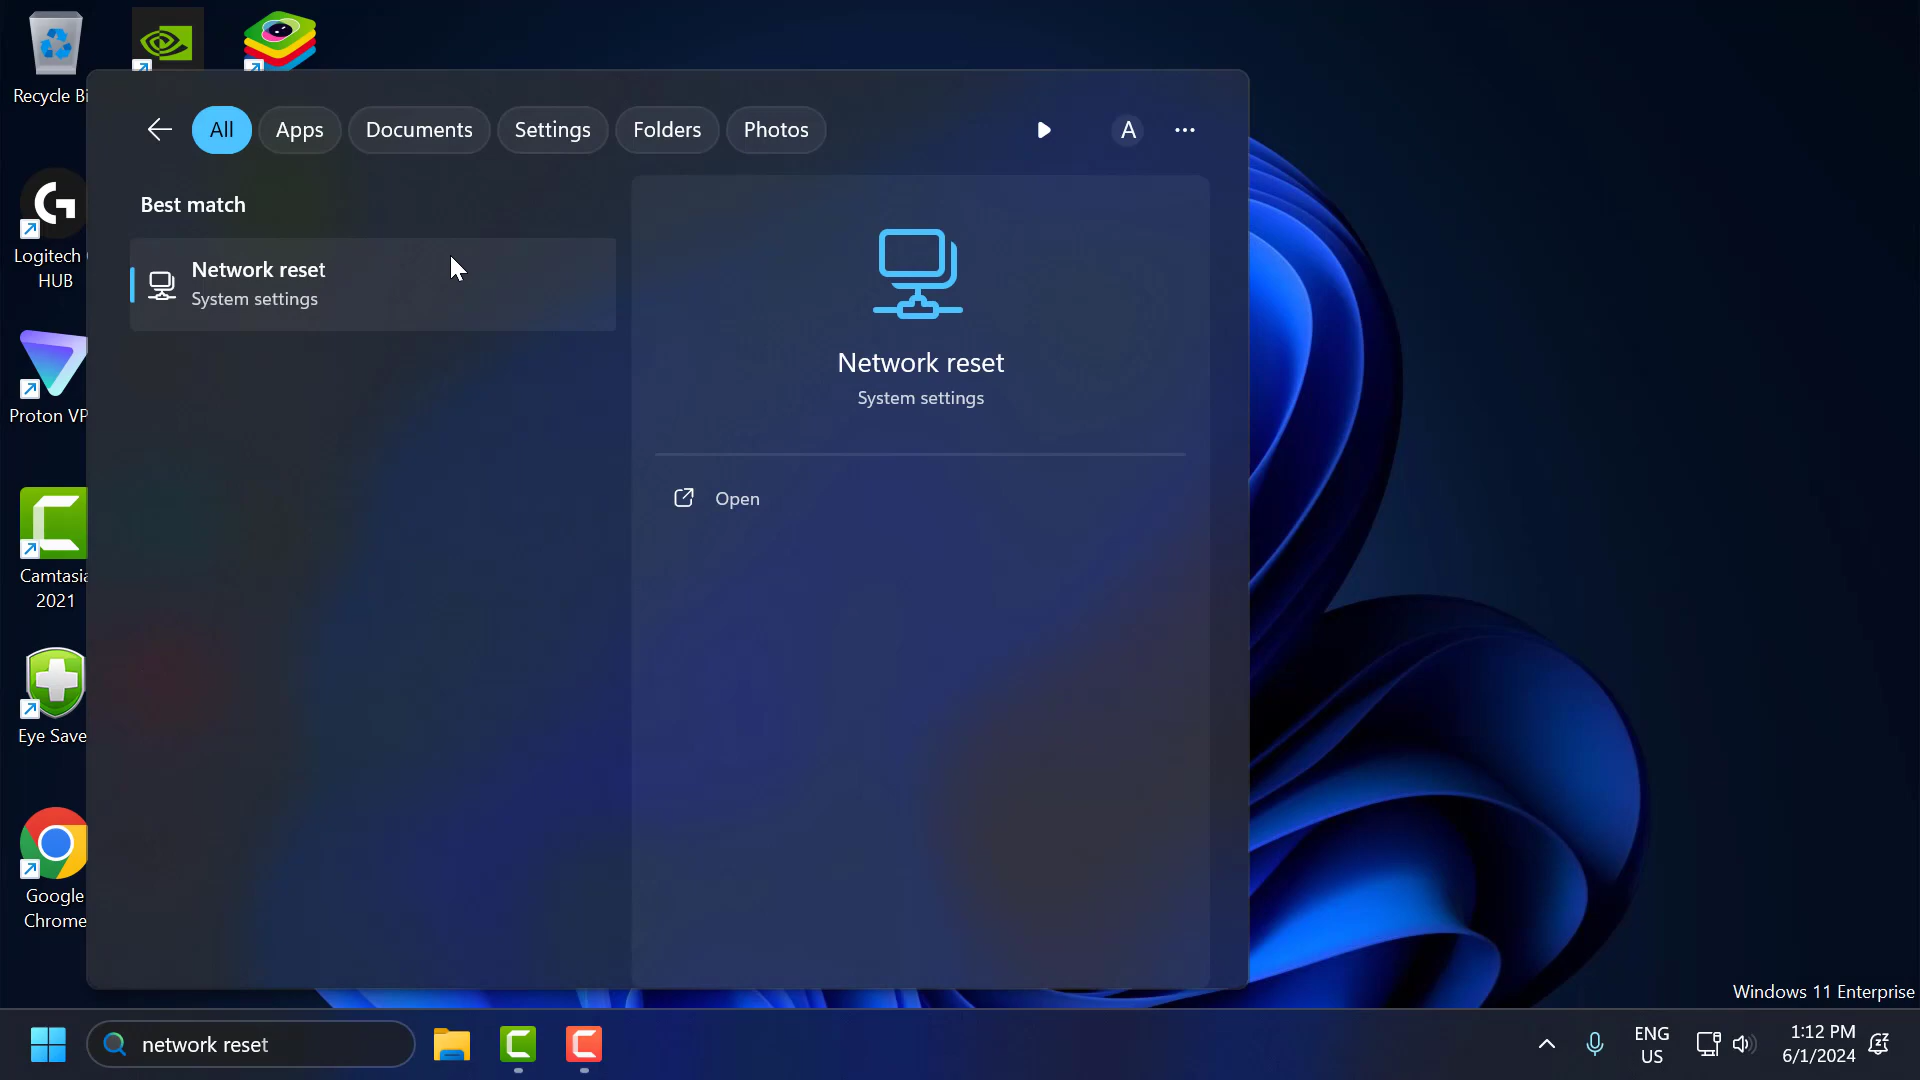 Recycle Bi
All
Apps
Documents
Settings
Folders
Photos
A
Best match
Network reset
System settings
Network reset
System settings
Open
Logitech
HUB
Proton VP
Camtasia
2021
Eye Save
Google
Chrome
Windows 11 Enterprise
network reset
ENG
US
1:12 PM
6/1/2024